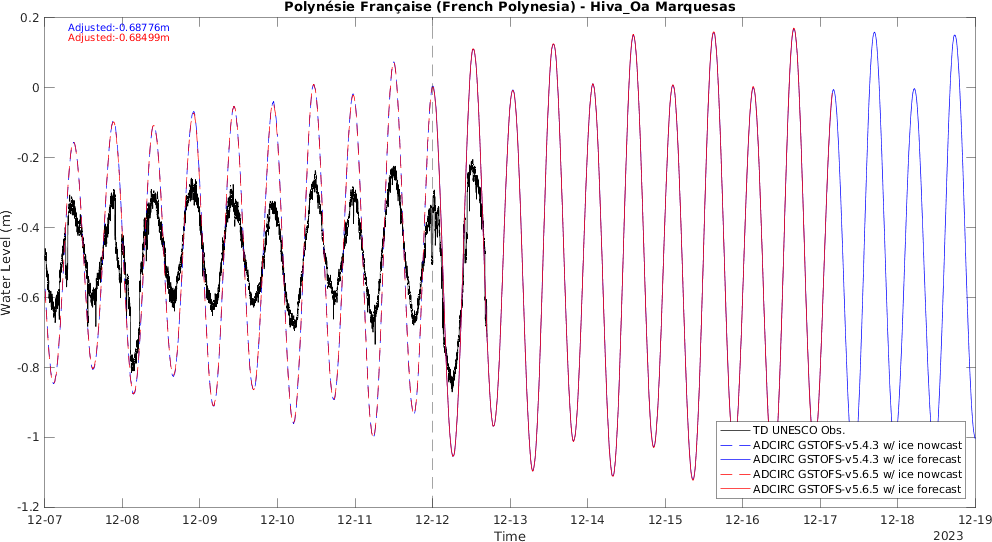 Polynésie Française (French Polynesia) - Hiva_Oa Marquesas
Adjusted:-0.68776m
Adjusted:-0.68499m
0.2
0
-0.2
-0.4
-0.6
-0.8
-1
-1.2
Water Level (m)
TD UNESCO Obs.
ADCIRC GSTOFS-v5.4.3 w/ ice nowcast
ADCIRC GSTOFS-v5.4.3 w/ ice forecast
ADCIRC GSTOFS-v5.6.5 w/ ice nowcast
ADCIRC GSTOFS-v5.6.5 w/ ice forecast
12-07 12-08 12-09 12-10 12-11 12-12 12-13 12-14 12-15 12-16 12-17 12-18 12-19
Time
2023